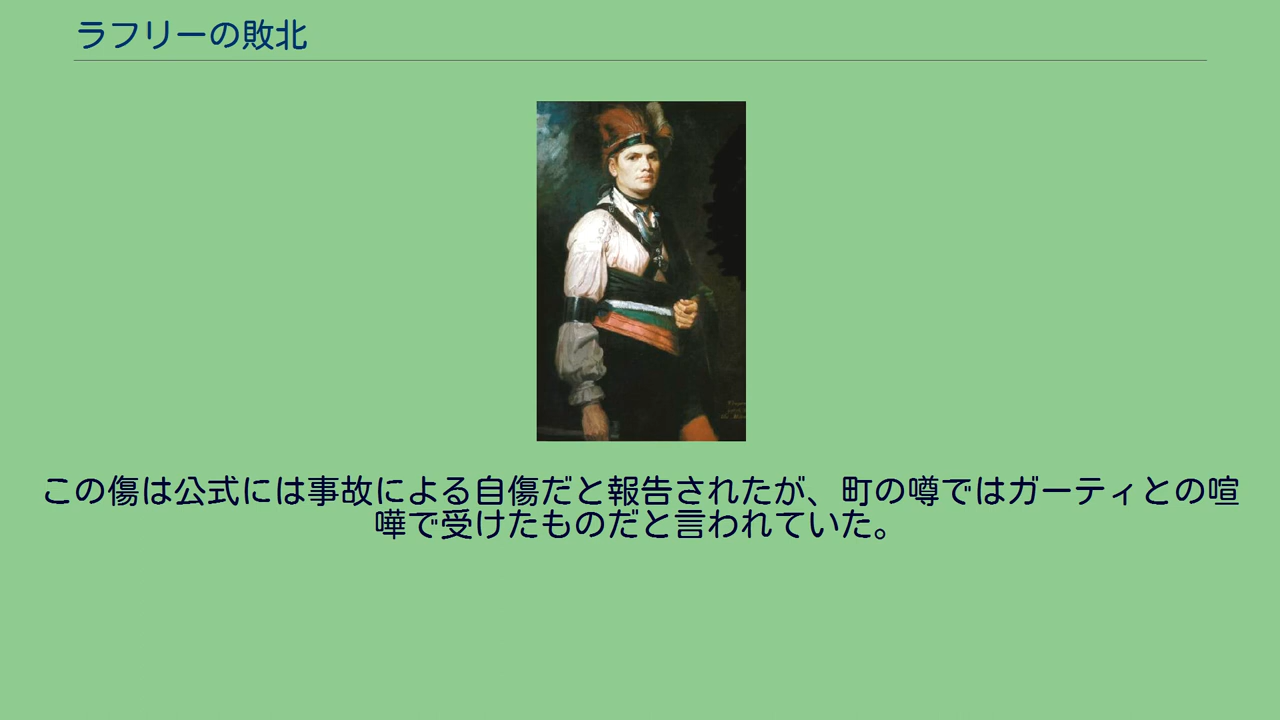 ラフリーの敗北
この傷は公式には事故による自傷だと報告されたが、町の噂ではガーティとの喧
嘩で受けたものだと言われていた。